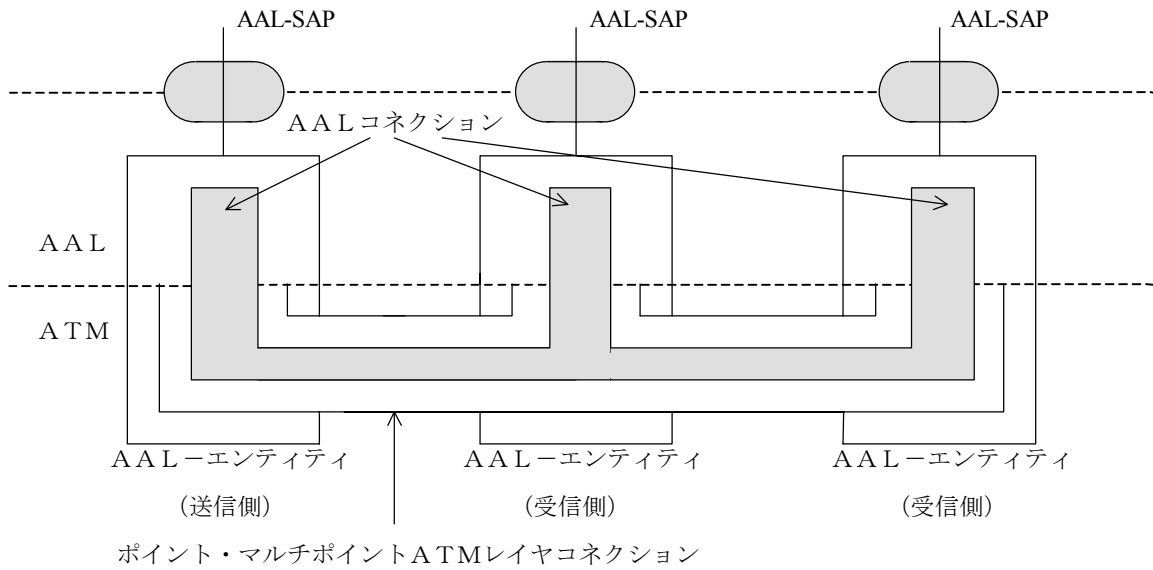 AAL-SAP AAL-SAP AAL-SAP
AALコネクション
AAL
ATM
AAL-エンティティ AAL-エンティティ AAL-エンティティ
(送信側) (受信側) (受信側)
ポイント・マルチポイントATMレイヤコネクション